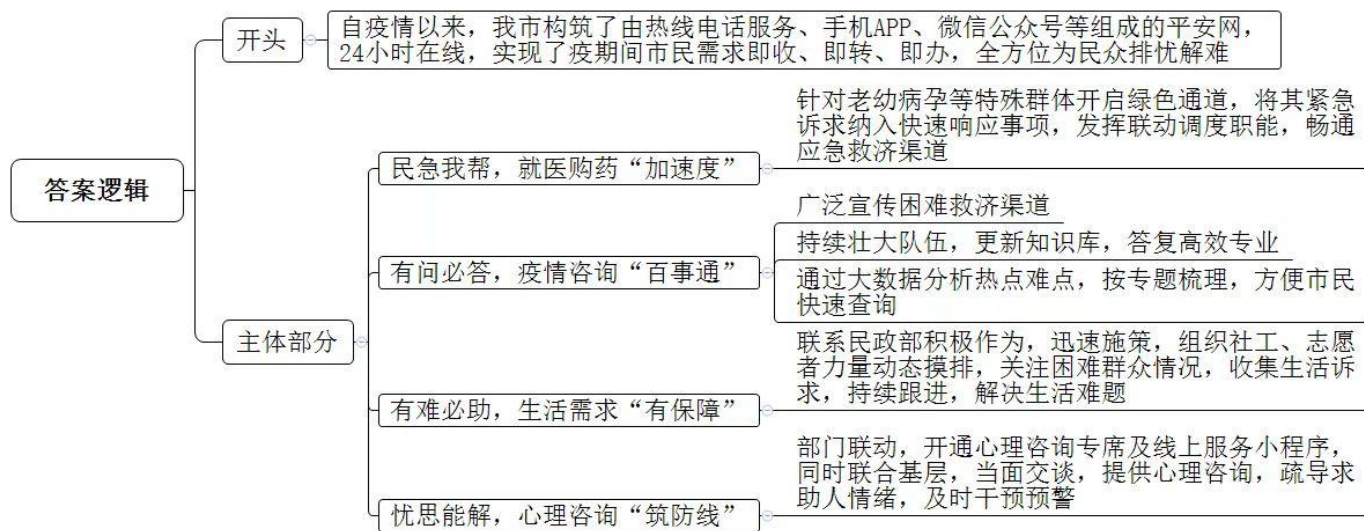 答案逻辑
开头
自疫情以来，我市构筑了由热线电话服务、手机APP、微信公众号等组成的平安网，
24小时在线，实现了疫期间市民需求即收、即转、即办，全方位为民众排忧解难
主体部分
民急我帮，就医购药“加速度”
针对老幼病孕等特殊群体开启绿色通道，将其紧急
诉求纳入快速响应事项，发挥联动调度职能，畅通
应急救济渠道
有问必答，疫情咨询“百事通”
广泛宣传困难救济渠道
持续壮大队伍，更新知识库，答复高效专业
通过大数据分析热点难点，按专题梳理，方便市民
快速查询
有难必助，生活需求“有保障”
联系民政部积极作为，迅速施策，组织社工、志愿
者力量动态摸排，关注困难群众情况，收集生活诉
求，持续跟进，解决生活难题
忧思能解，心理咨询“筑防线”
部门联动，开通心理咨询专席及线上服务小程序，
同时联合基层，当面交谈，提供心理咨询，疏导求
助人情绪，及时干预预警